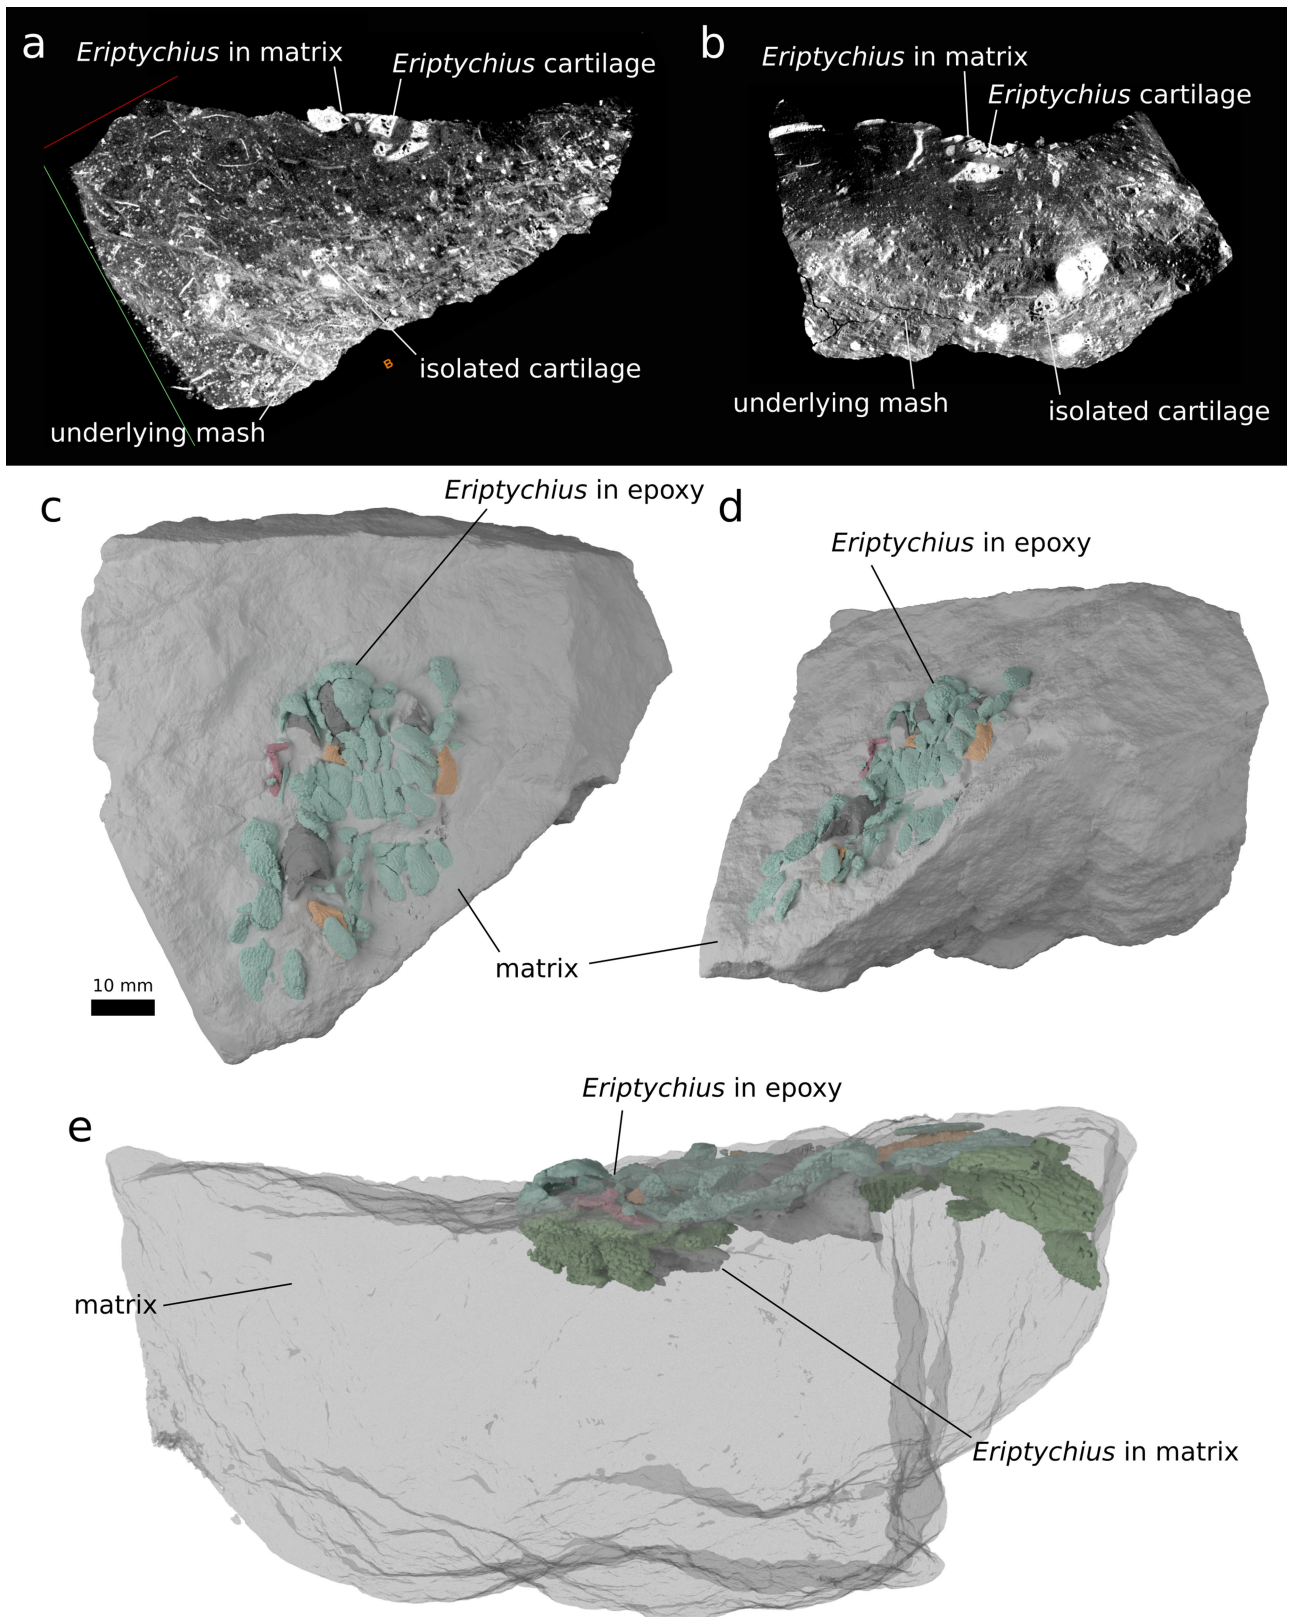 a
Eriptychius in matrix
Eriptychius cartilage
isolated cartilage
B
underlying mash
b
Eriptychius in matrix
Eriptychius cartilage
underlying mash
isolated cartilage
c
Eriptychius in epoxy
d
Eriptychius in epoxy
matrix
10 mm
e
Eriptychius in epoxy
matrix
Eriptychius in matrix